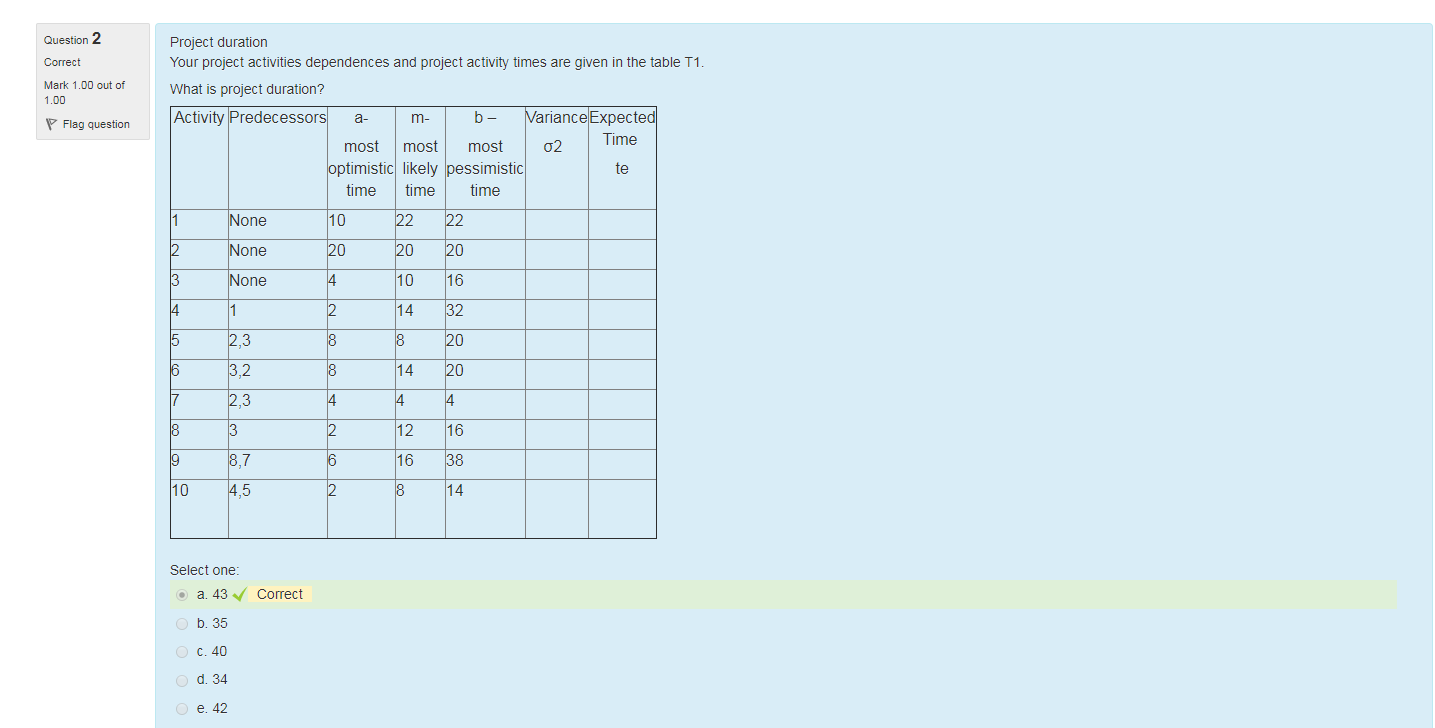 Question 2
Correct
Mark 1.00 out of
1.00
Flag question
Project duration
Your project activities dependences and project activity times are given in the table T1.
What is project duration?
Activity Predecessors a- m- b – Variance Expected
Time
most most most σ2
optimistic likely pessimistic te
time time time
1 None 10 22 22
2 None 20 20 20
3 None 4 10 16
4 1 2 14 32
5 2,3 8 8 20
6 3,2 8 14 20
7 2,3 4 4 4
8 3 2 12 16
9 8,7 6 16 38
10 4,5 2 8 14
Select one:
a. 43 Correct
b. 35
c. 40
d. 34
e. 42